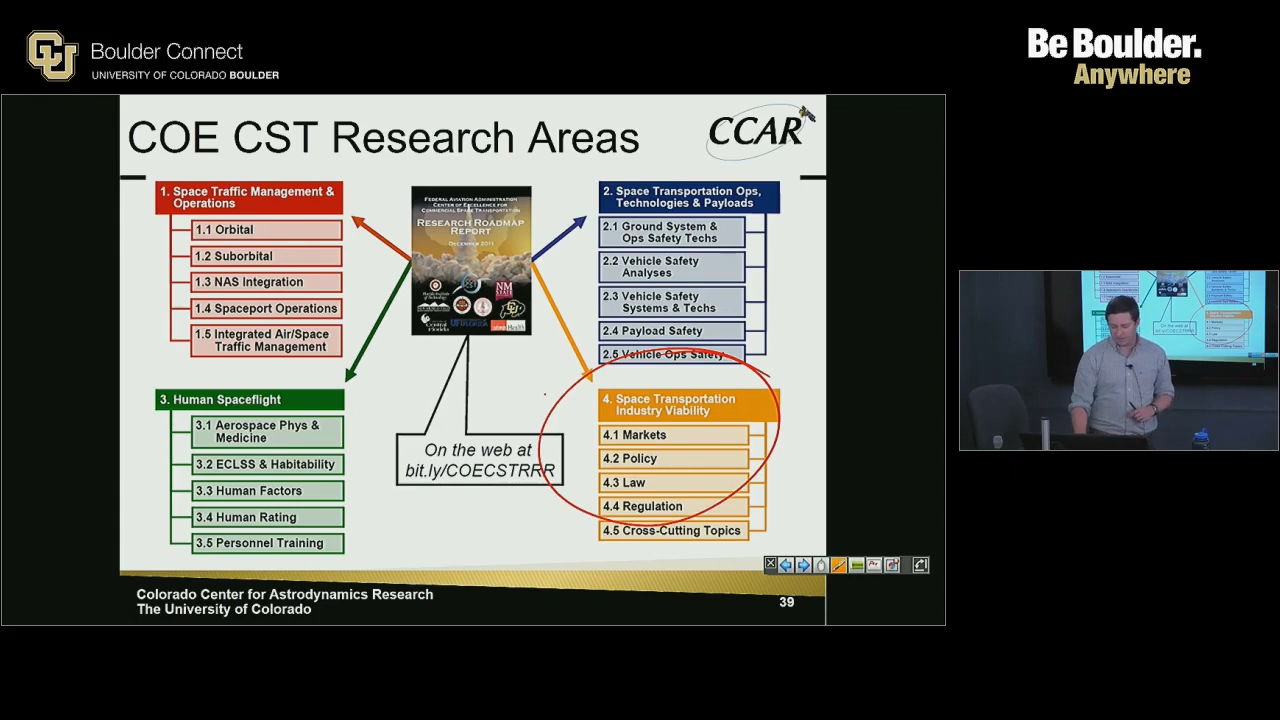 Boulder Connect
UNIVERSITY OF COLORADO BOULDER
Be Boulder.
Anywhere
COE CST Research Areas
CCAR
1. Space Traffic Management &
Operations
1.1 Orbital
1.2 Suborbital
1.3 NAS Integration
1.4 Spaceport Operations
1.5 Integrated Air/Space
Traffic Management
FEDERAL AVIATION ADMINISTRATION
CENTER OF EXCELLENCE FOR
COMMERCIAL SPACE TRANSPORTATION
RESEARCH ROADMAP
REPORT
DECEMBER 2011
NM
STATE
Central
Florida
2. Space Transportation Ops,
Technologies & Payloads
2.1 Ground System &
Ops Safety Techs
2.2 Vehicle Safety
Analyses
2.3 Vehicle Safety
Systems & Techs
2.4 Payload Safety
2.5 Vehicle Ops Safety
3. Human Spaceflight
3.1 Aerospace Phys &
Medicine
3.2 ECLSS & Habitability
3.3 Human Factors
3.4 Human Rating
3.5 Personnel Training
On the web at
bit.ly/COECSTRRR
4. Space Transportation
Industry Viability
4.1 Markets
4.2 Policy
4.3 Law
4.4 Regulation
4.5 Cross-Cutting Topics
Colorado Center for Astrodynamics Research
The University of Colorado
39